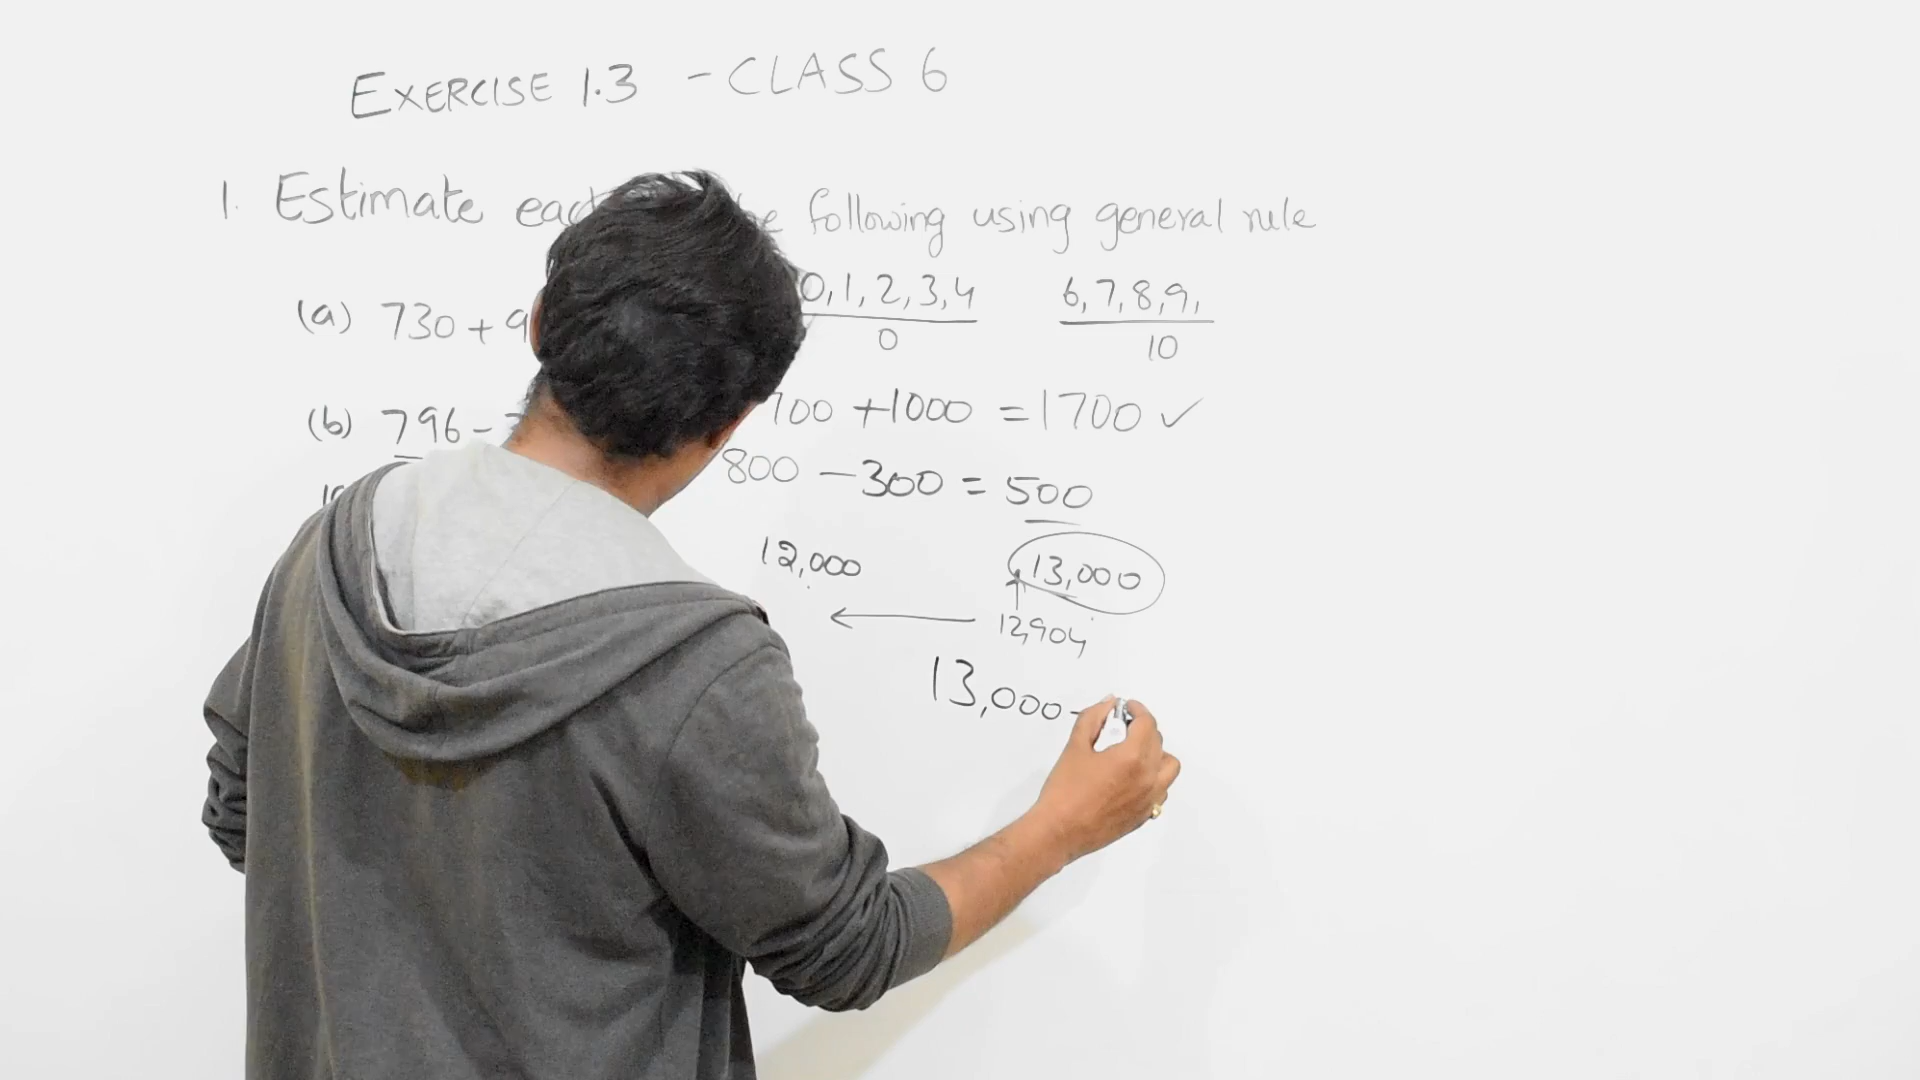 EXERCISE 1.3 - CLASS 6
1. Estimate following using general rule
(a) 730 + 9
0,1,2,3,4
0
6,7,8,9,
10
(b) 796 -
700 +1000 = 1700 ✓
800 - 300 = 500
12,000
13,000
12,904
13,000 -